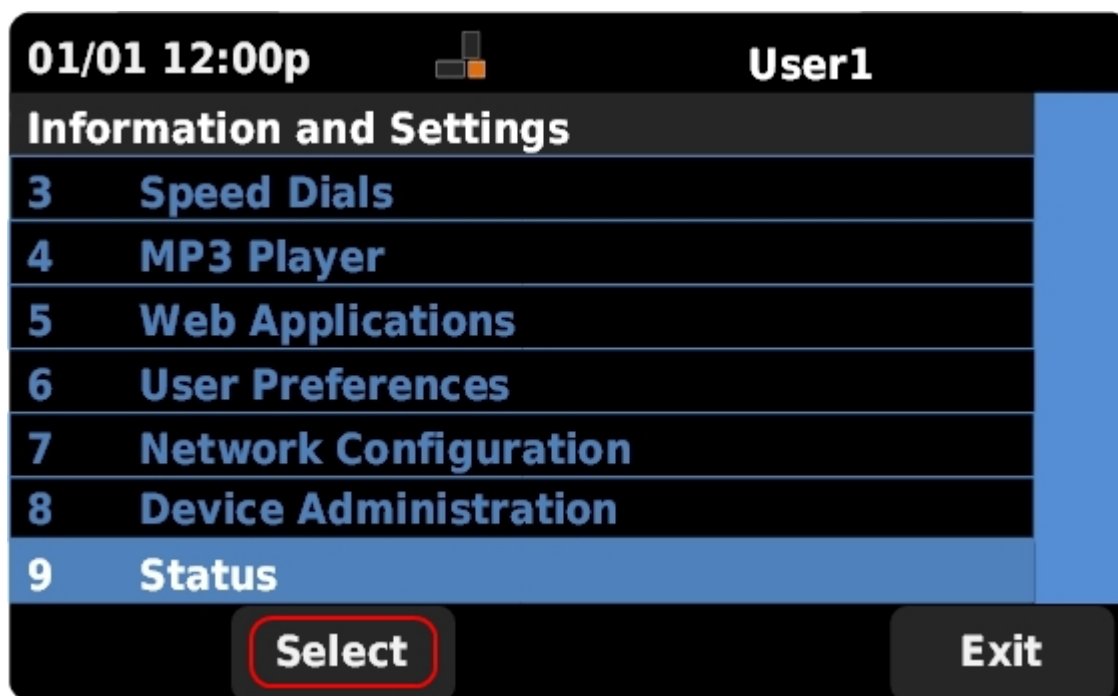 01/01 12:00p User1
Information and Settings
3 Speed Dials
4 MP3 Player
5 Web Applications
6 User Preferences
7 Network Configuration
8 Device Administration
9 Status
Select Exit